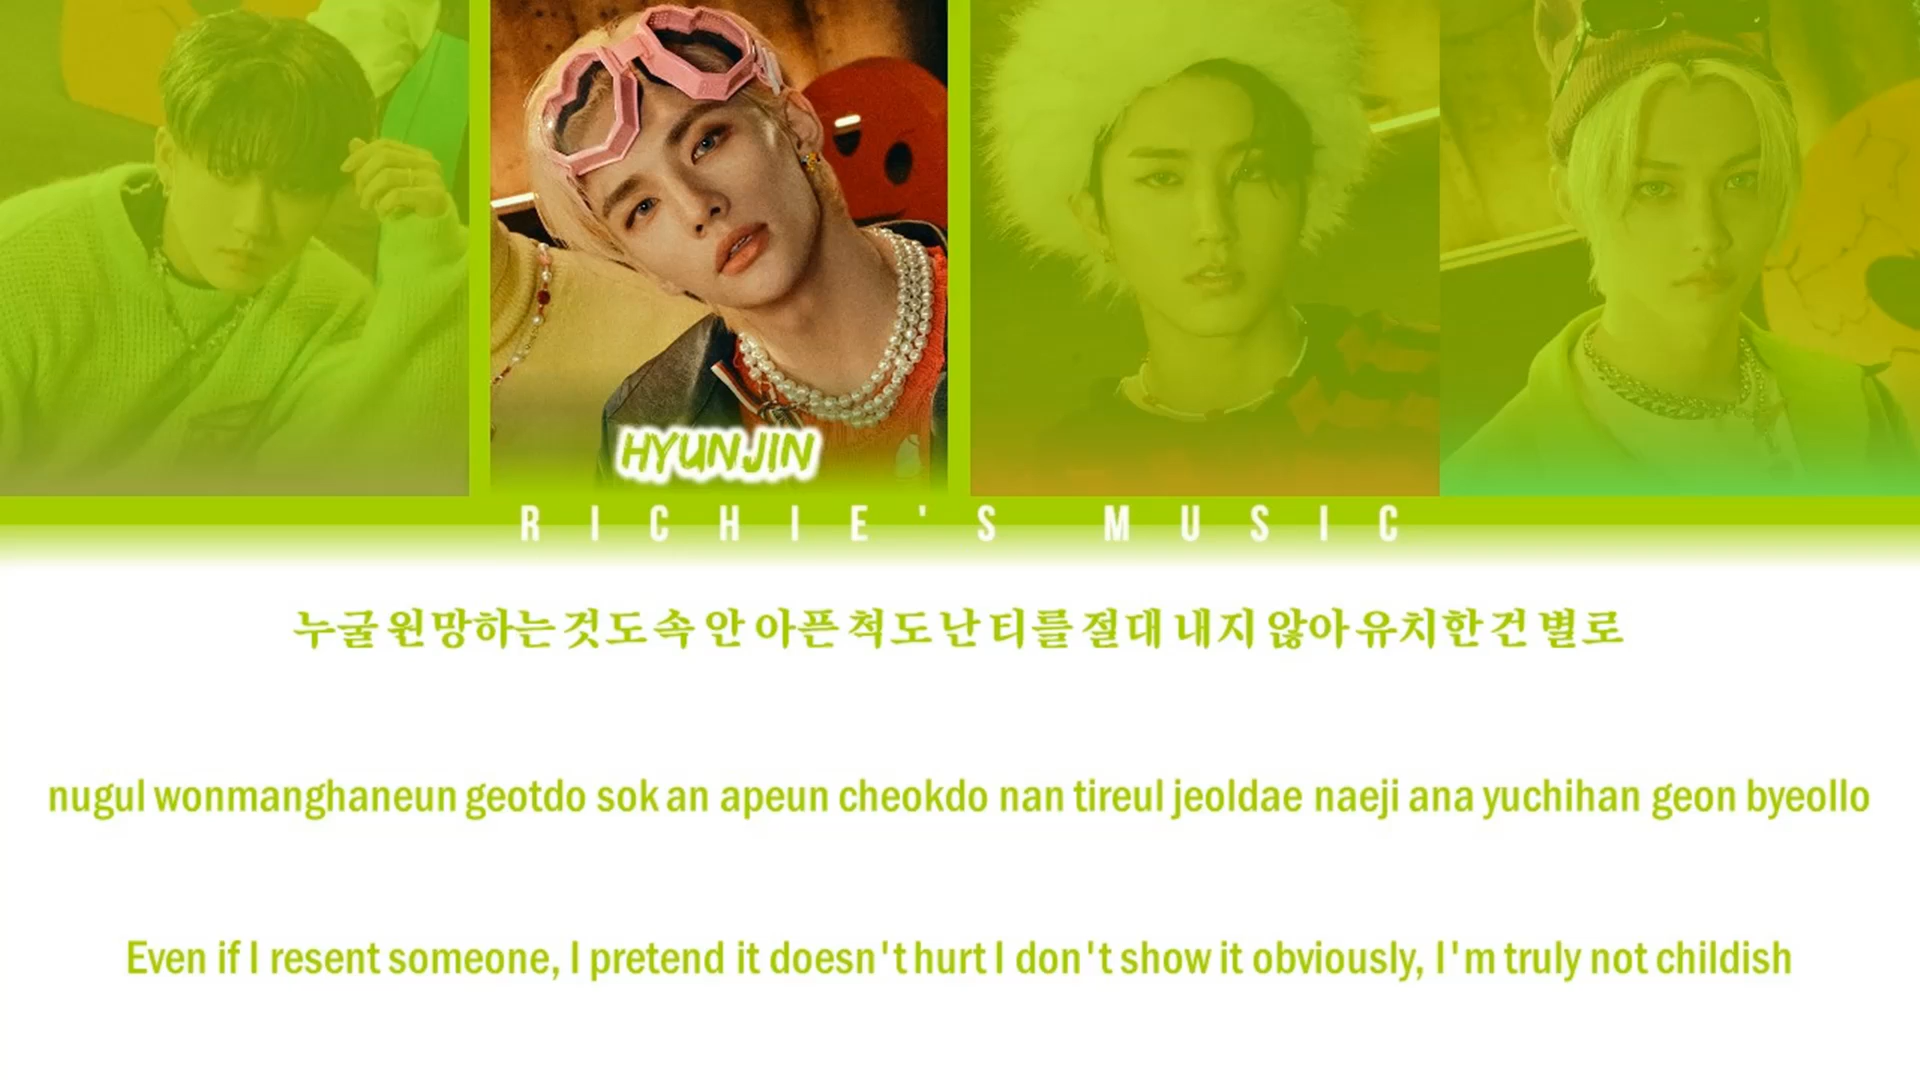 HYUNJIN
RICHIE'S MUSIC
누굴 원망하는 것도 속 안 아픈 척도 난 티를 절대 내지 않아 유치한 건 별로
nugul wonmanghaneun geotdo sok an apeun cheokdo nan tireul jeoldae naeji ana yuchihan geon byeollo
Even if I resent someone, I pretend it doesn't hurt I don't show it obviously, I'm truly not childish